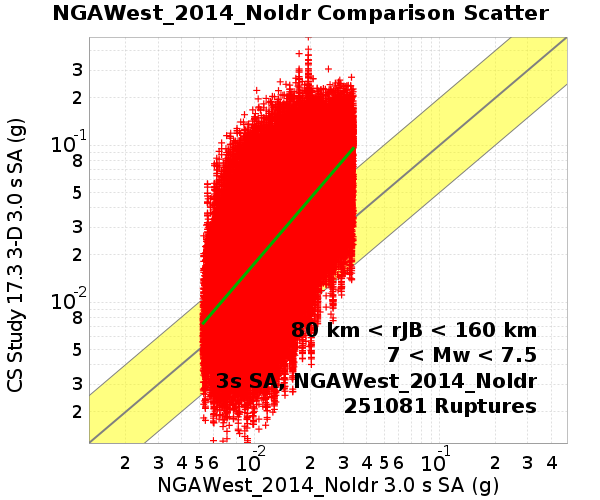 NGAWest_2014_NoIdr Comparison Scatter
CS Study 17.3 3-D 3.0 s SA (g)
3
2
10-1
8
5
3
2
10-2
8
5
3
2
80 km < rJB < 160 km
7 < Mw < 7.5
3s SA, NGAWest_2014_NoIdr
251081 Ruptures
2 3 4 5 6 10-2 2 3 4 5 6 10-1 2 3 4
NGAWest_2014_NoIdr 3.0 s SA (g)